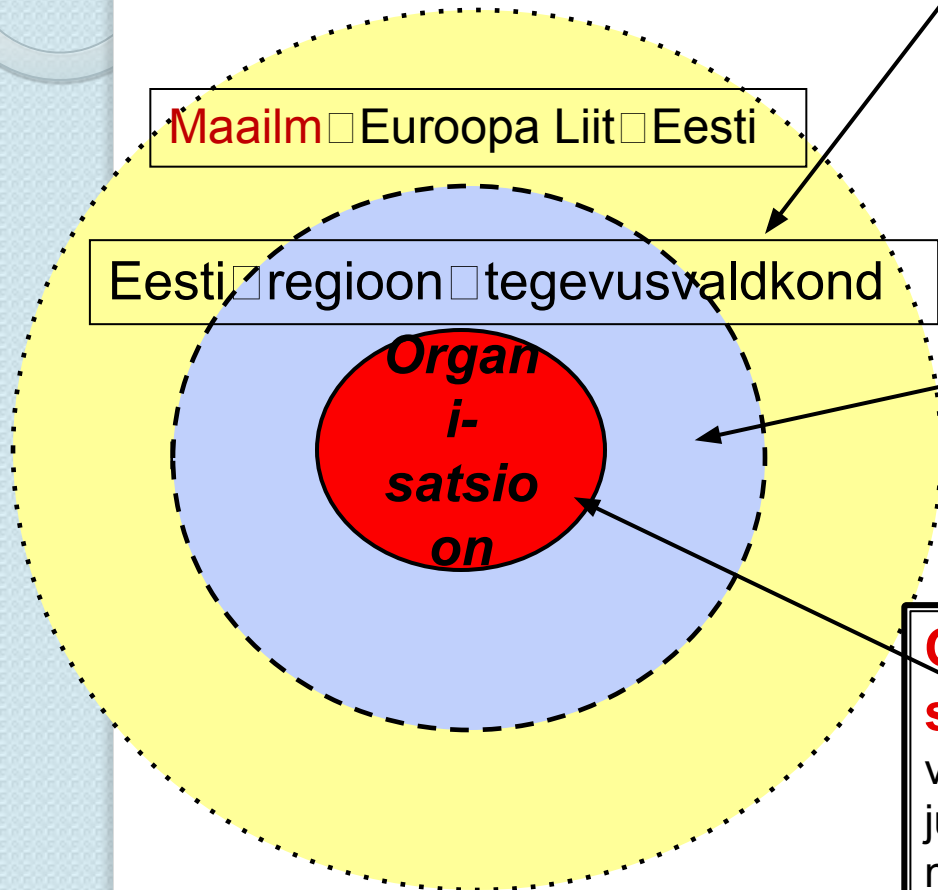 Maailm□Euroopa Liit□Eesti
Eesti□regioon□tegevusvaldkond
Organ
i-
satsio
on